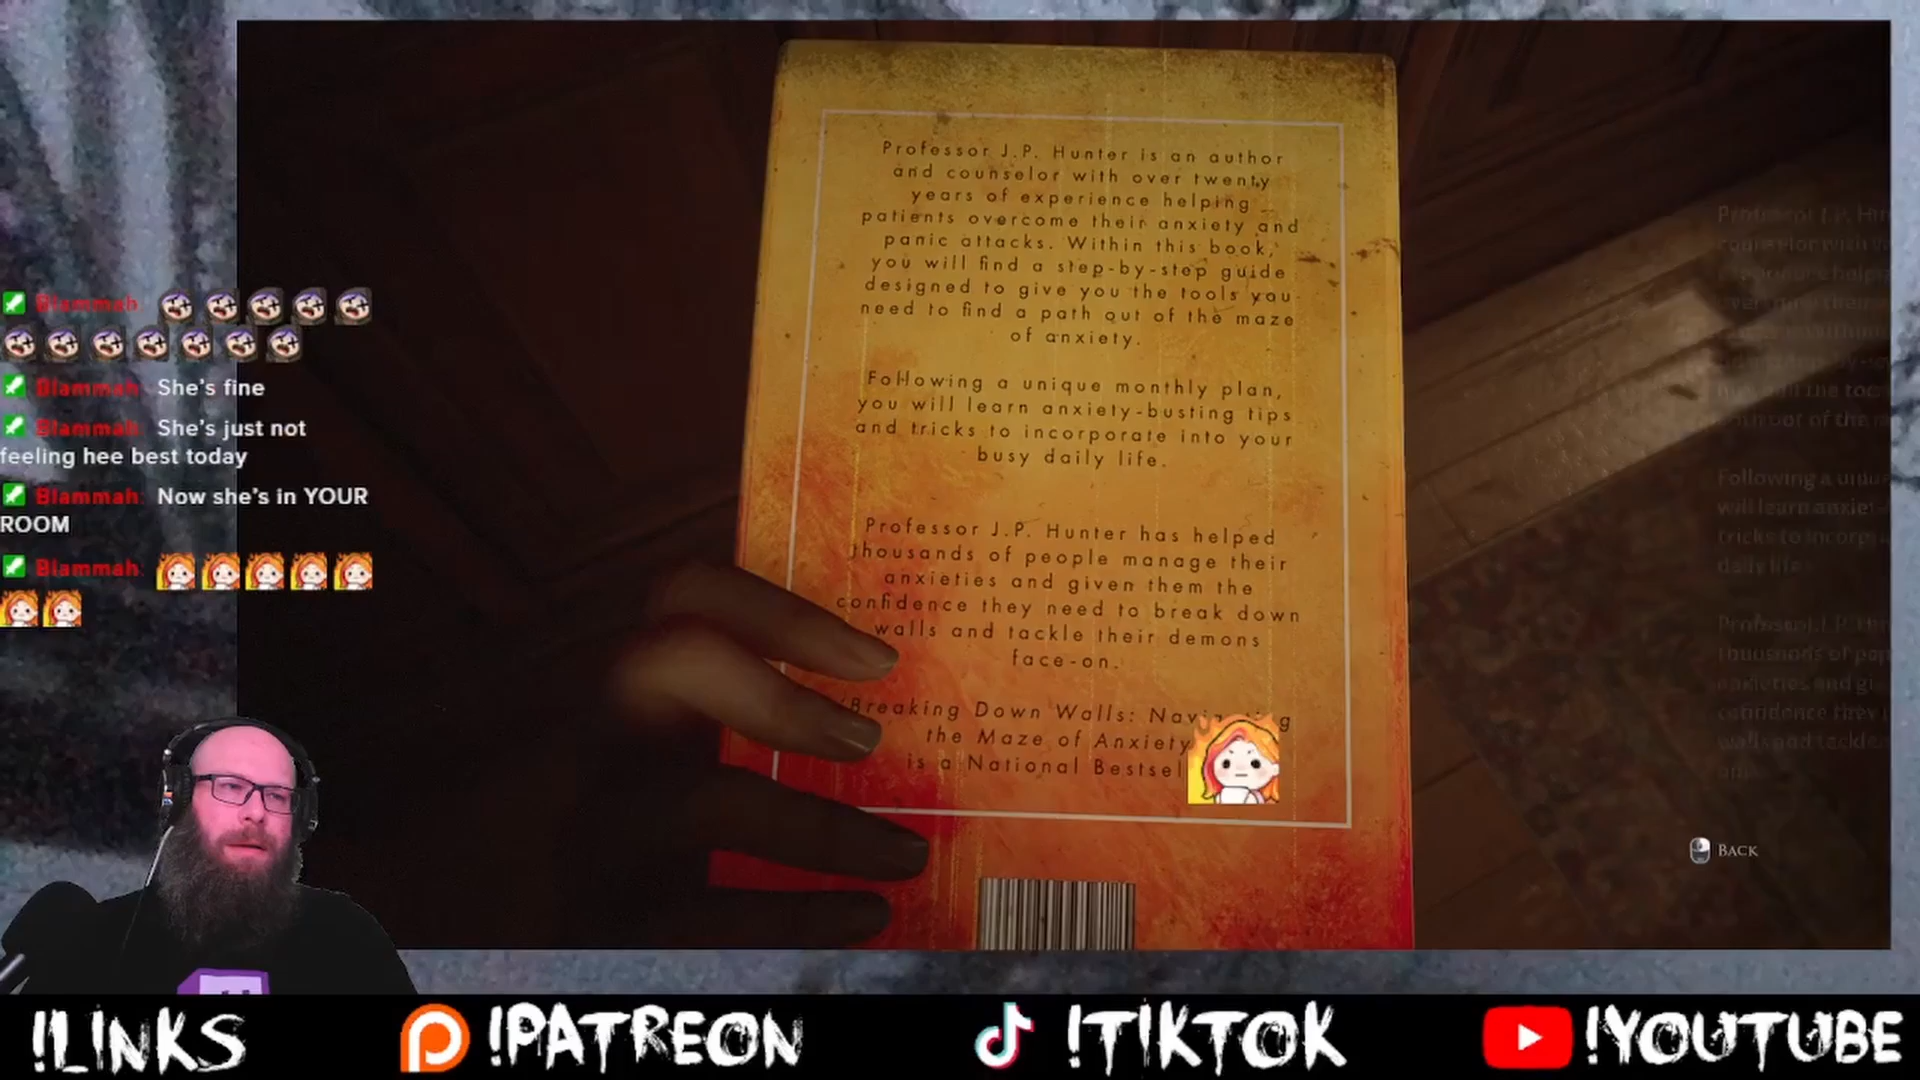 Professor J.P. Hunter is an author
and counselor with over twenty
years of experience helping
patients overcome their anxiety and
panic attacks. Within this book,
you will find a step-by-step guide
designed to give you the tools you
need to find a path out of the maze
of anxiety.
Following a unique monthly plan,
you will learn anxiety-busting tips
and tricks to incorporate into your
busy daily life.
Professor J.P. Hunter has helped
thousands of people manage their
anxieties and given them the
confidence they need to break down
walls and tackle their demons
face-on.
Breaking Down Walls:
the Maze of Anxiety
is a National
Blammah
Blammah: She's fine
Blammah: She's just not
feeling hee best today
Blammah: Now she's in YOUR
ROOM
Blammah:
Following a
will learn
daily life
BACK
!LINKS !PATREON !TIKTOK !YOUTUBE